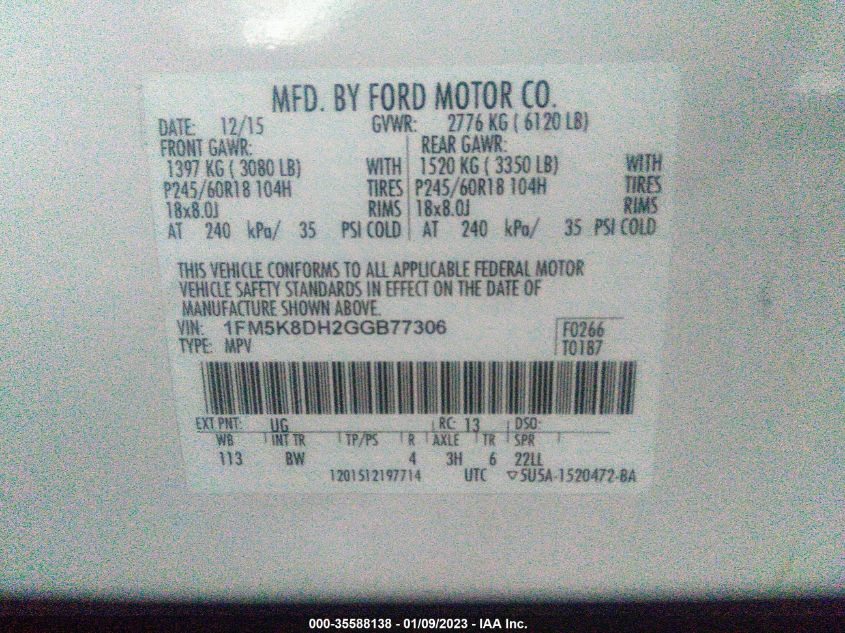 MFD. BY FORD MOTOR CO.
DATE: 12/15 GVWR: 2776 KG ( 6120 LB)
FRONT GAWR: REAR GAWR:
1397 KG ( 3080 LB) WITH 1520 KG ( 3350 LB) WITH
P245/60R18 104H TIRES P245/60R18 104H TIRES
18x8.0J RIMS 18x8.0J RIMS
AT 240 kPa/ 35 PSI COLD AT 240 kPa/ 35 PSI COLD
THIS VEHICLE CONFORMS TO ALL APPLICABLE FEDERAL MOTOR
VEHICLE SAFETY STANDARDS IN EFFECT ON THE DATE OF
MANUFACTURE SHOWN ABOVE.
VIN: 1FM5K8DH2GGB77306 F0266
TYPE: MPV T0187
EXT PNT: UG RC: 13 DSO:
WB INT TR TP/PS R AXLE TR SPR
113 BW 4 3H 6 22LL
1201512197714 UTC ▽5U5A-1520472-BA
000-35588138 - 01/09/2023 - IAA Inc.